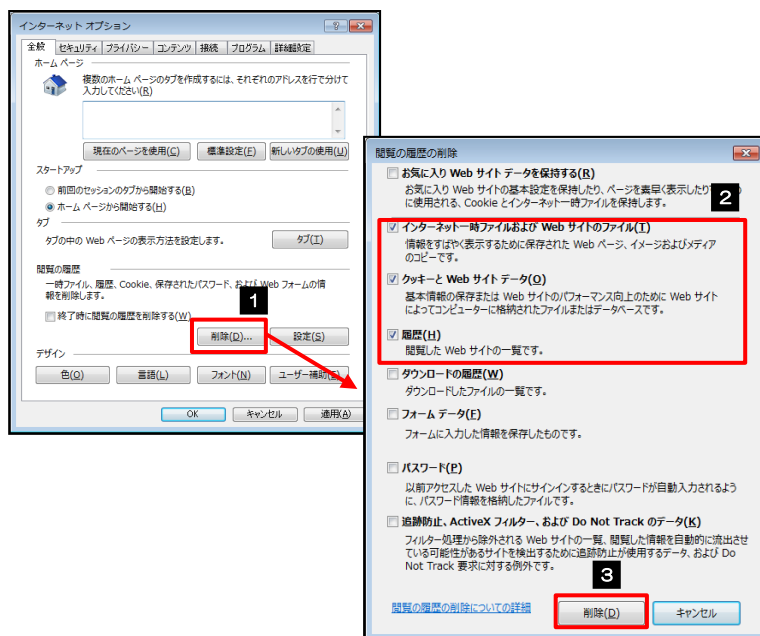 インターネット オプション
全般 セキュリティ プライバシー コンテンツ 接続 プログラム 詳細設定
ホーム ページ
複数のホーム ページのタブを作成するには、それぞれのアドレスを行で分けて
入力してください(R)
現在のページを使用(C) 標準設定(F) 新しいタブの使用(U)
スタートアップ
前回のセッションのタブから開始する(B)
ホーム ページから開始する(H)
タブ
タブの中の Web ページの表示方法を設定します。 タブ(T)
閲覧の履歴
一時ファイル、履歴、Cookie、保存されたパスワード、および Web フォームの情
報を削除します。
1
終了時に閲覧の履歴を削除する(W)
削除(D)... 設定(S)
デザイン
色(O) 言語(L) フォント(N) ユーザー補助(E)
OK キャンセル 適用(A)
閲覧の履歴の削除
お気に入り Web サイト データを保持する(R)
お気に入り Web サイトの基本設定を保持したり、ページを素早く表示したり
に使用される、Cookie とインターネット一時ファイルを保持します。
2
インターネット一時ファイルおよび Web サイトのファイル(T)
情報をすばやく表示するために保存された Web ページ、イメージおよびメディア
のコピーです。
クッキーと Web サイト データ(O)
基本情報の保存または Web サイトのパフォーマンス向上のために Web サイト
によってコンピューターに格納されたファイルまたはデータベースです。
履歴(H)
閲覧した Web サイトの一覧です。
ダウンロードの履歴(W)
ダウンロードしたファイルの一覧です。
フォーム データ(F)
フォームに入力した情報を保存したものです。
パスワード(P)
以前アクセスした Web サイトにサインインするときにパスワードが自動入力されるよう
に、パスワード情報を格納したファイルです。
追跡防止、ActiveX フィルター、および Do Not Track のデータ(K)
フィルター処理から除外される Web サイトの一覧、閲覧した情報を自動的に流出させ
ている可能性があるサイトを検出するために追跡防止が使用するデータ、および Do
Not Track 要求に対する例外です。
3
閲覧の履歴の削除についての詳細 削除(D) キャンセル